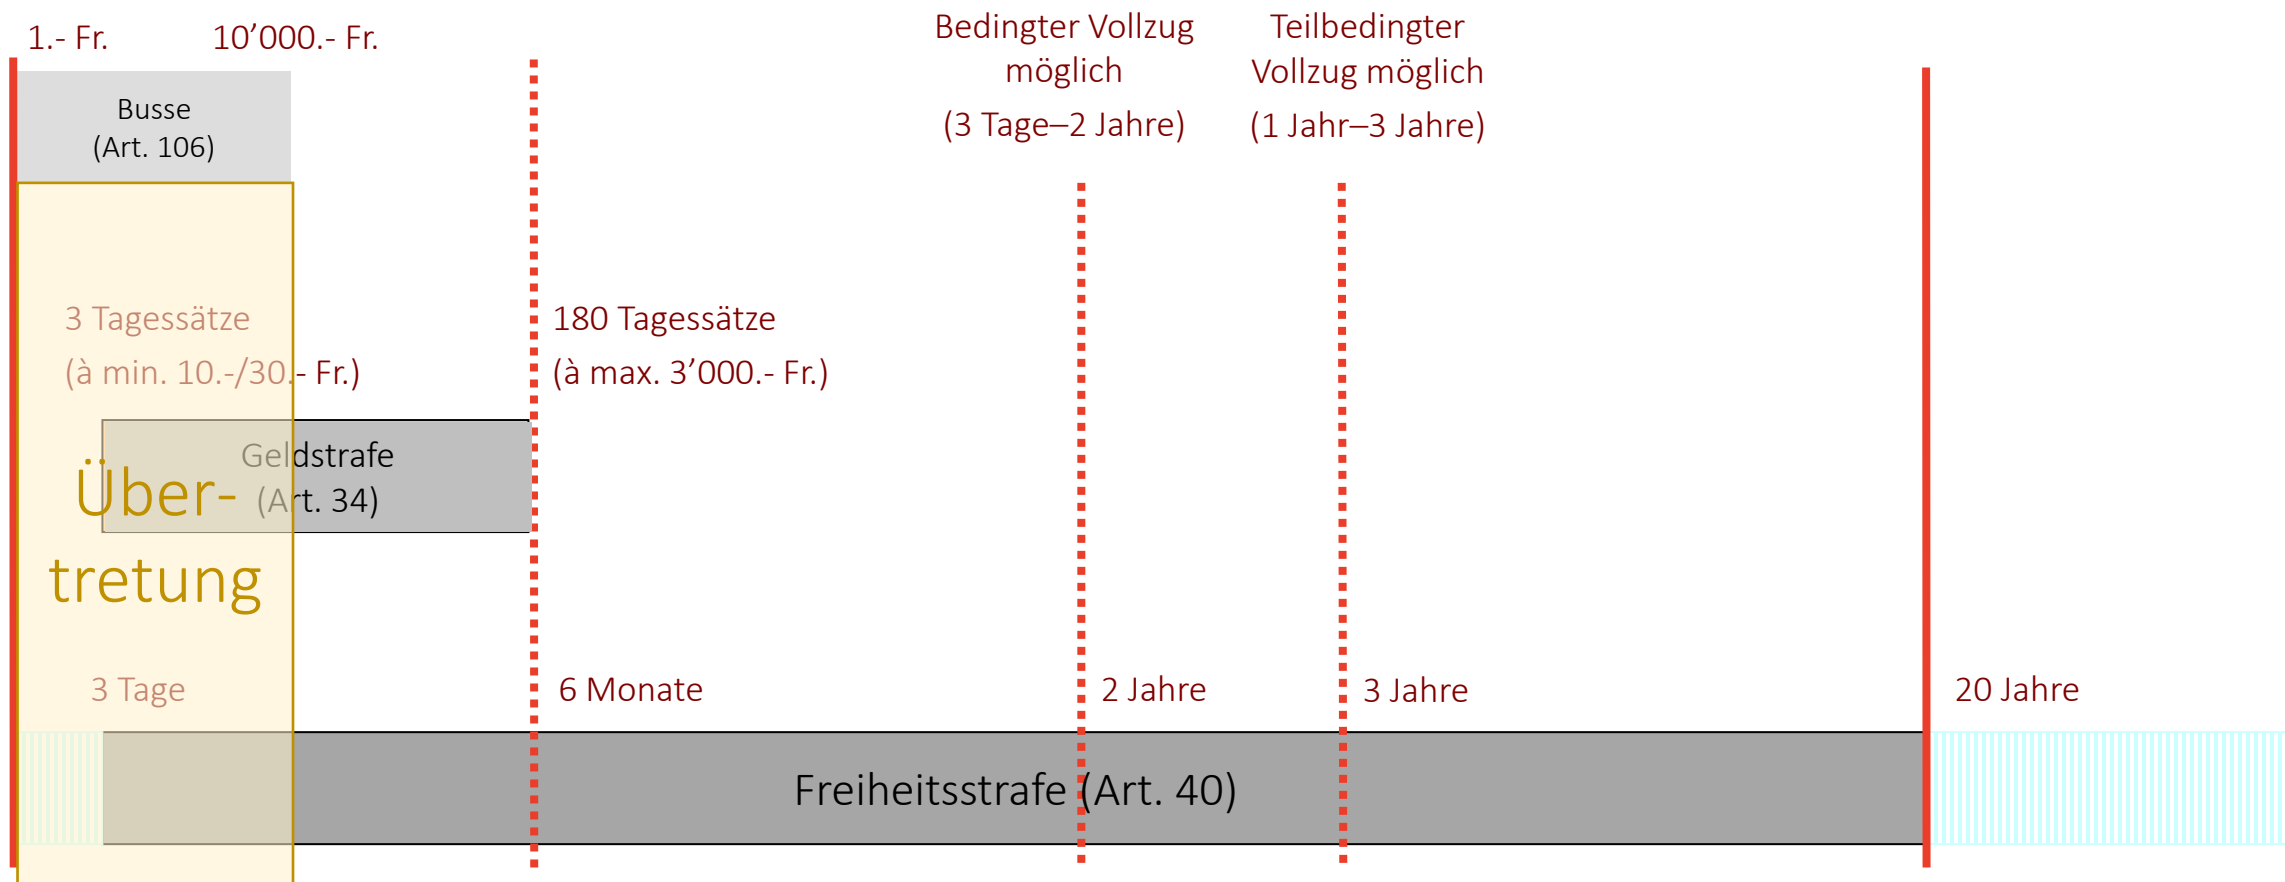 1.- Fr.
10’000.- Fr.
Bedingter Vollzug
möglich
(3 Tage–2 Jahre)
Teilbedingter
Vollzug möglich
(1 Jahr–3 Jahre)
Busse
(Art. 106)
3 Tagessätze
(à min. 10.-/30.- Fr.)
180 Tagessätze
(à max. 3’000.- Fr.)
Geldstrafe
(Art. 34)
Über-
tretung
3 Tage
6 Monate
2 Jahre
3 Jahre
20 Jahre
Freiheitsstrafe (Art. 40)